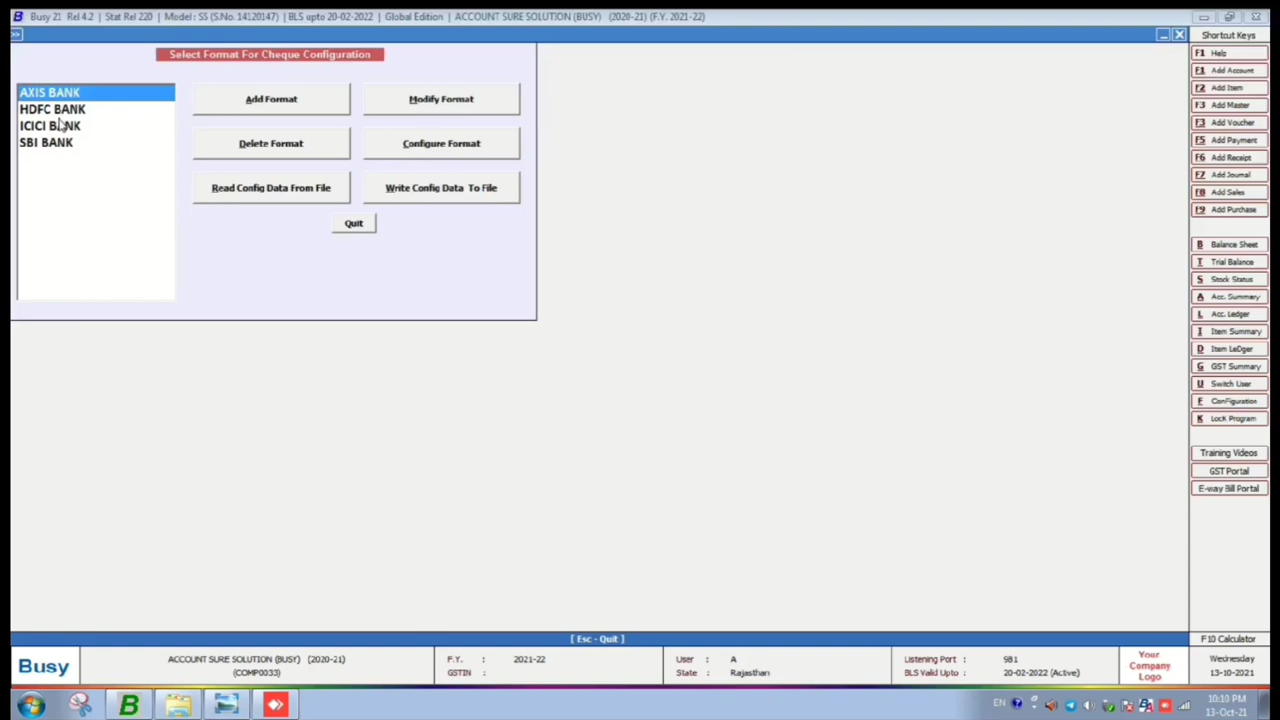 Busy 21 Rel 4.2 | Stat Rel 220 | Model : SS (S.No. 14120147) | BLS upto 20-02-2022 | Global Edition | ACCOUNT SURE SOLUTION (BUSY) (2020-21) (F.Y. 2021-22)
>>
Select Format For Cheque Configuration
AXIS BANK
HDFC BANK
ICICI BANK
SBI BANK
Add Format
Modify Format
Delete Format
Configure Format
Read Config Data From File
Write Config Data To File
Quit
Shortcut Keys
F1 Help
F1 Add Account
F2 Add Item
F3 Add Master
F3 Add Voucher
F5 Add Payment
F6 Add Receipt
F7 Add Journal
F8 Add Sales
F9 Add Purchase
B Balance Sheet
T Trial Balance
S Stock Status
A Acc. Summary
L Acc. Ledger
I Item Summary
D Item LeDger
G GST Summary
U Switch User
F ConFiguration
K LocK Program
Training Videos
GST Portal
E-way Bill Portal
[ Esc - Quit ]
F10 Calculator
Busy
ACCOUNT SURE SOLUTION (BUSY) (2020-21)
(COMP0033)
F.Y. : 2021-22
GSTIN :
User : A
State : Rajasthan
Listening Port : 981
BLS Valid Upto : 20-02-2022 (Active)
Your
Company
Logo
Wednesday
13-10-2021
EN
10:10 PM
13-Oct-21